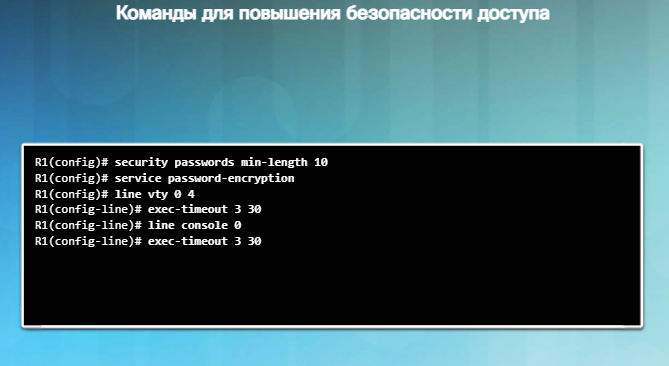 Команды для повышения безопасности доступа
R1(config)# security passwords min-length 10
R1(config)# service password-encryption
R1(config)# line vty 0 4
R1(config-line)# exec-timeout 3 30
R1(config-line)# line console 0
R1(config-line)# exec-timeout 3 30